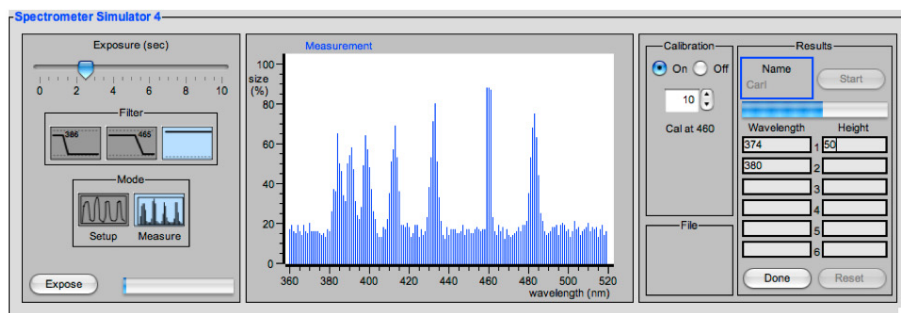 Spectrometer Simulator 4
Exposure (sec)
0 2 4 6 8 10
Filter
386 465
Mode
Setup Measure
Expose
Measurement
size
(%)
100
80
60
40
20
0
360 380 400 420 440 460 480 500 520
wavelength (nm)
Calibration
On Off
10
Cal at 460
File
Results
Name
Carl
Start
Wavelength Height
374 1 50
380 2
3
4
5
6
Done Reset